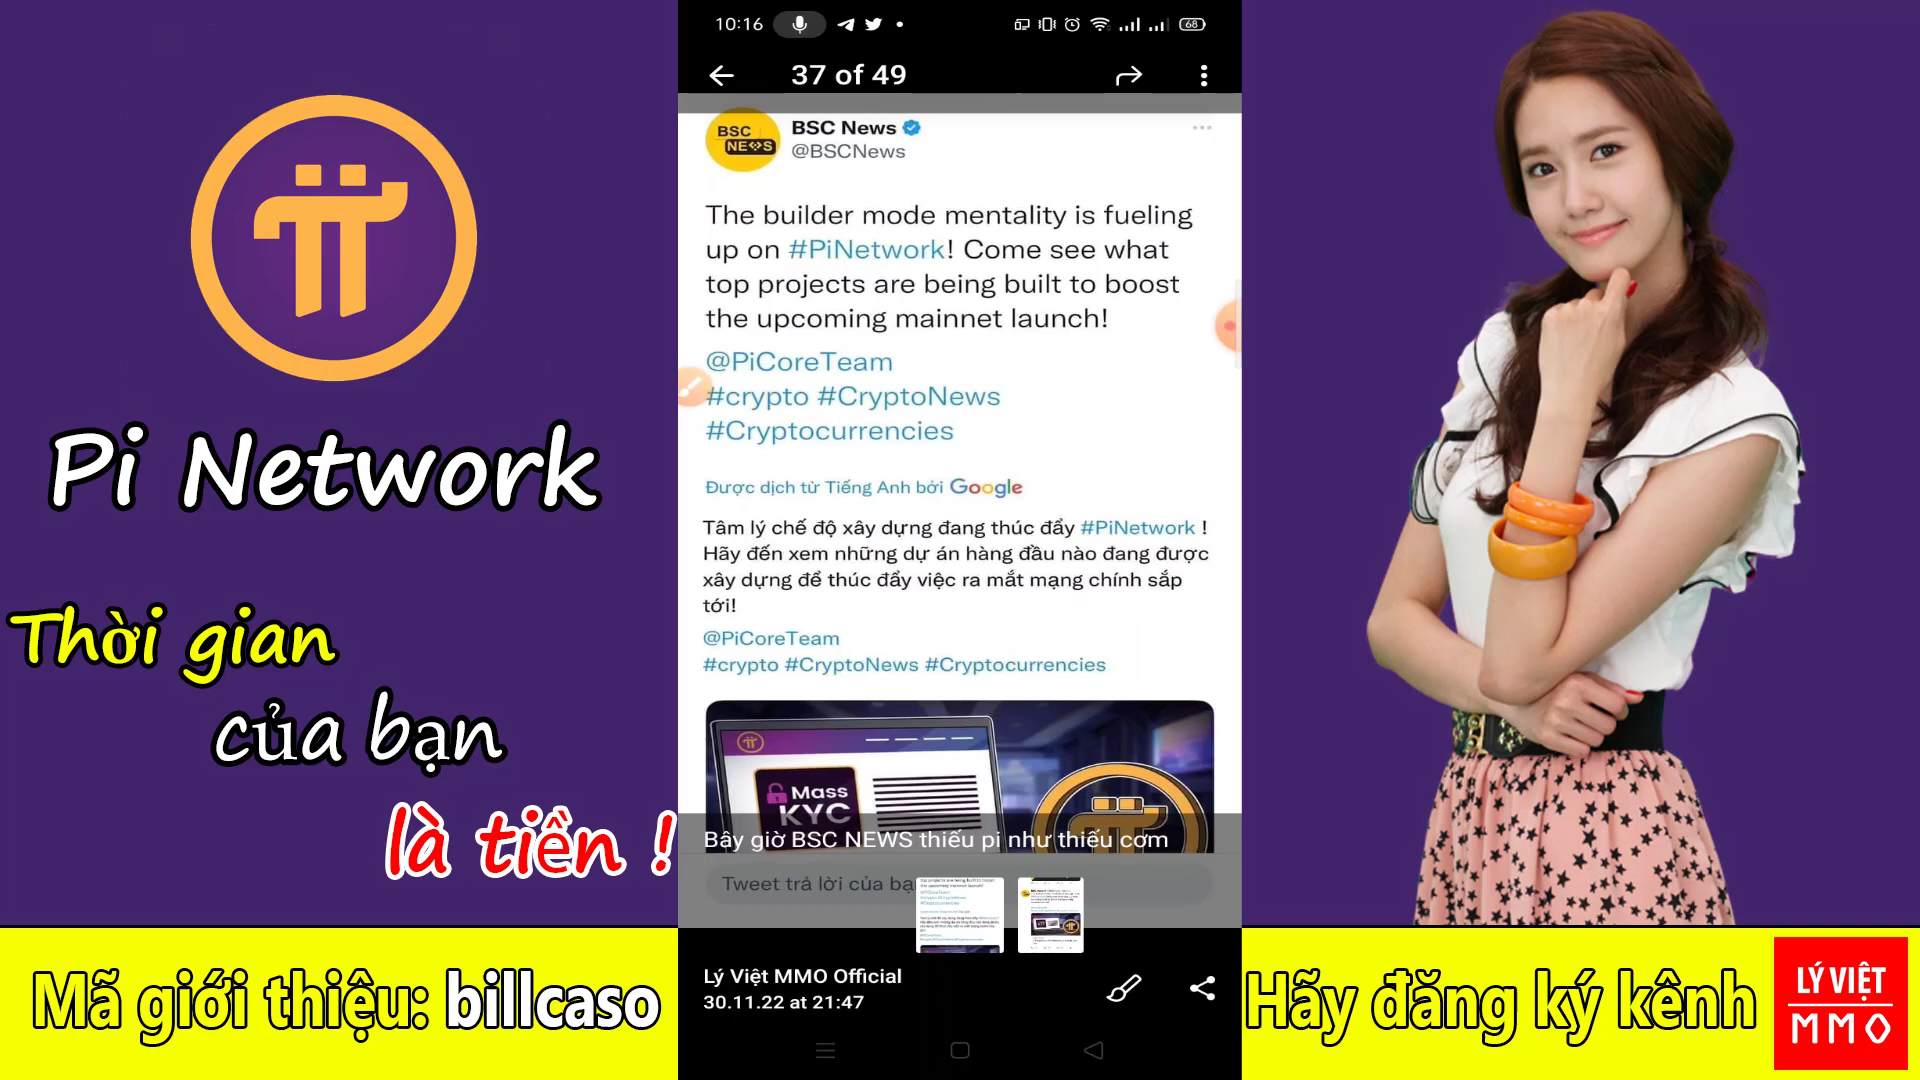 Pi Network
Thời gian
của bạn
là tiền !
Mã giới thiệu: billcaso
10:16
68
37 of 49
BSC
NEWS
BSC News
@BSCNews
The builder mode mentality is fueling
up on #PiNetwork! Come see what
top projects are being built to boost
the upcoming mainnet launch!
@PiCoreTeam
#crypto #CryptoNews
#Cryptocurrencies
Được dịch từ Tiếng Anh bởi Google
Tâm lý chế độ xây dựng đang thúc đẩy #PiNetwork !
Hãy đến xem những dự án hàng đầu nào đang được
xây dựng để thúc đẩy việc ra mắt mạng chính sắp
tới!
@PiCoreTeam
#crypto #CryptoNews #Cryptocurrencies
Mass
KYC
Bây giờ BSC NEWS thiếu pi như thiếu cơm
Tweet trả lời của bạ
Lý Việt MMO Official
30.11.22 at 21:47
Hãy đăng ký kênh
LÝ VIỆT
MMO